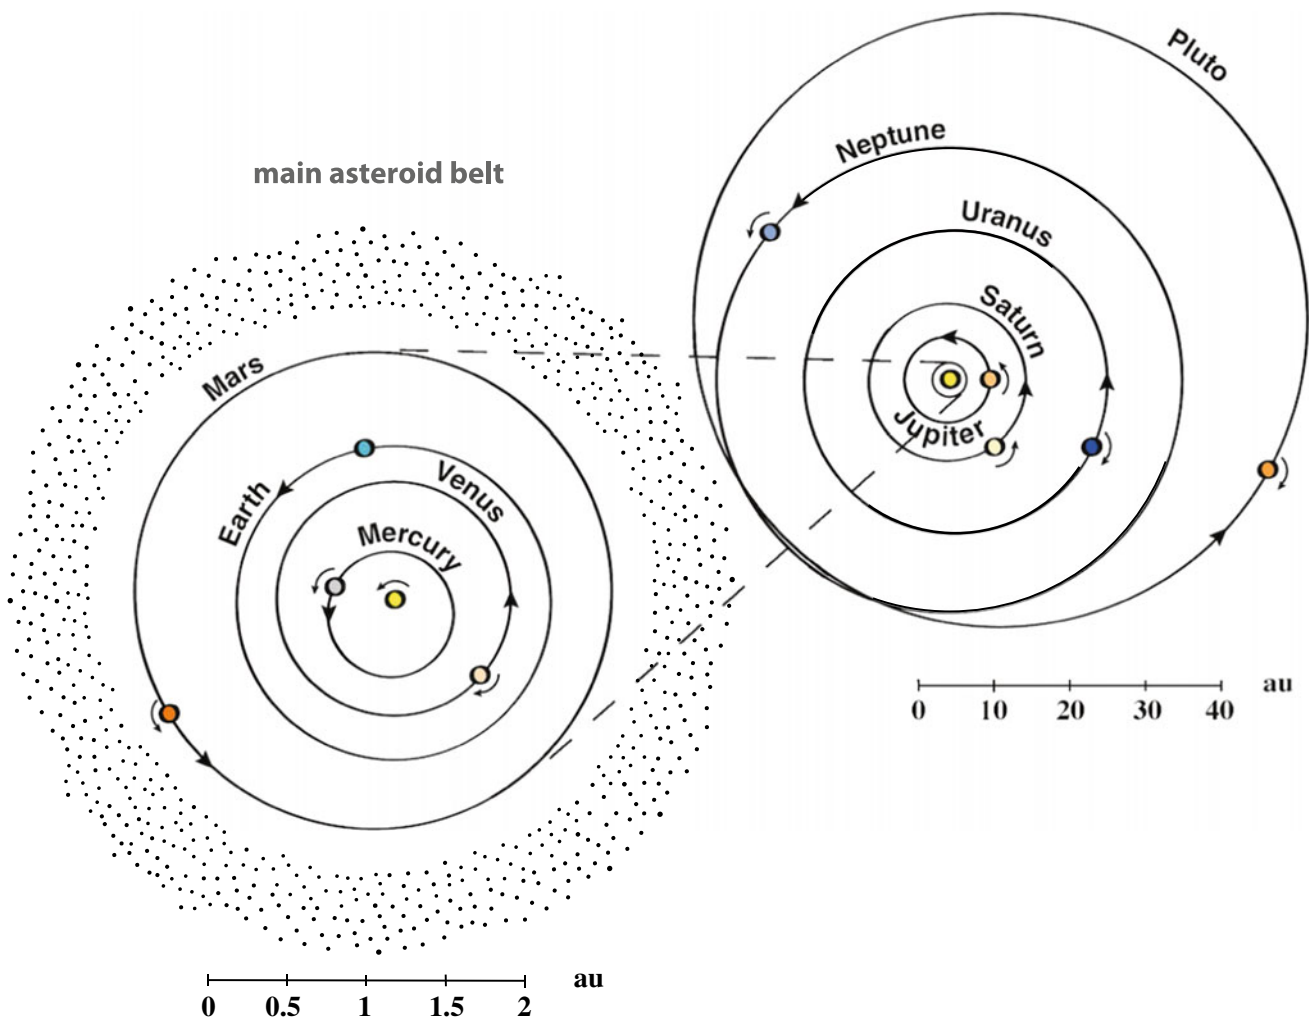 Pluto
Neptune
main asteroid belt
Uranus
Saturn
Mars
Jupiter
Venus
Earth
Mercury
au
0 10 20 30 40
au
0 0.5 1 1.5 2